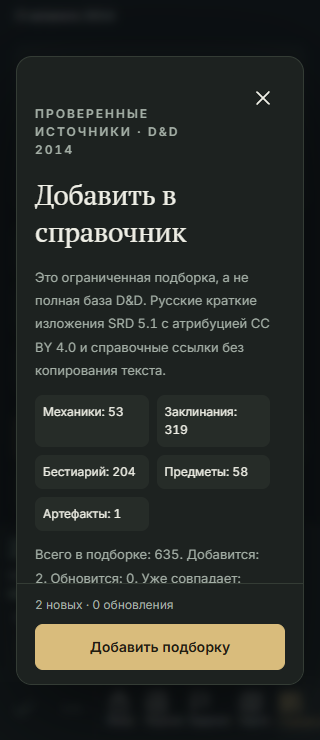 ПРОВЕРЕННЫЕ
ИСТОЧНИКИ · D&D
2014
Добавить в
справочник
Это ограниченная подборка, а не
полная база D&D. Русские краткие
изложения SRD 5.1 с атрибуцией CC
BY 4.0 и справочные ссылки без
копирования текста.
Механики: 53
Заклинания:
319
Бестиарий: 204
Предметы: 58
Артефакты: 1
Всего в подборке: 635. Добавится:
2. Обновится: 0. Уже совпадает:
2 новых · 0 обновления
Добавить подборку